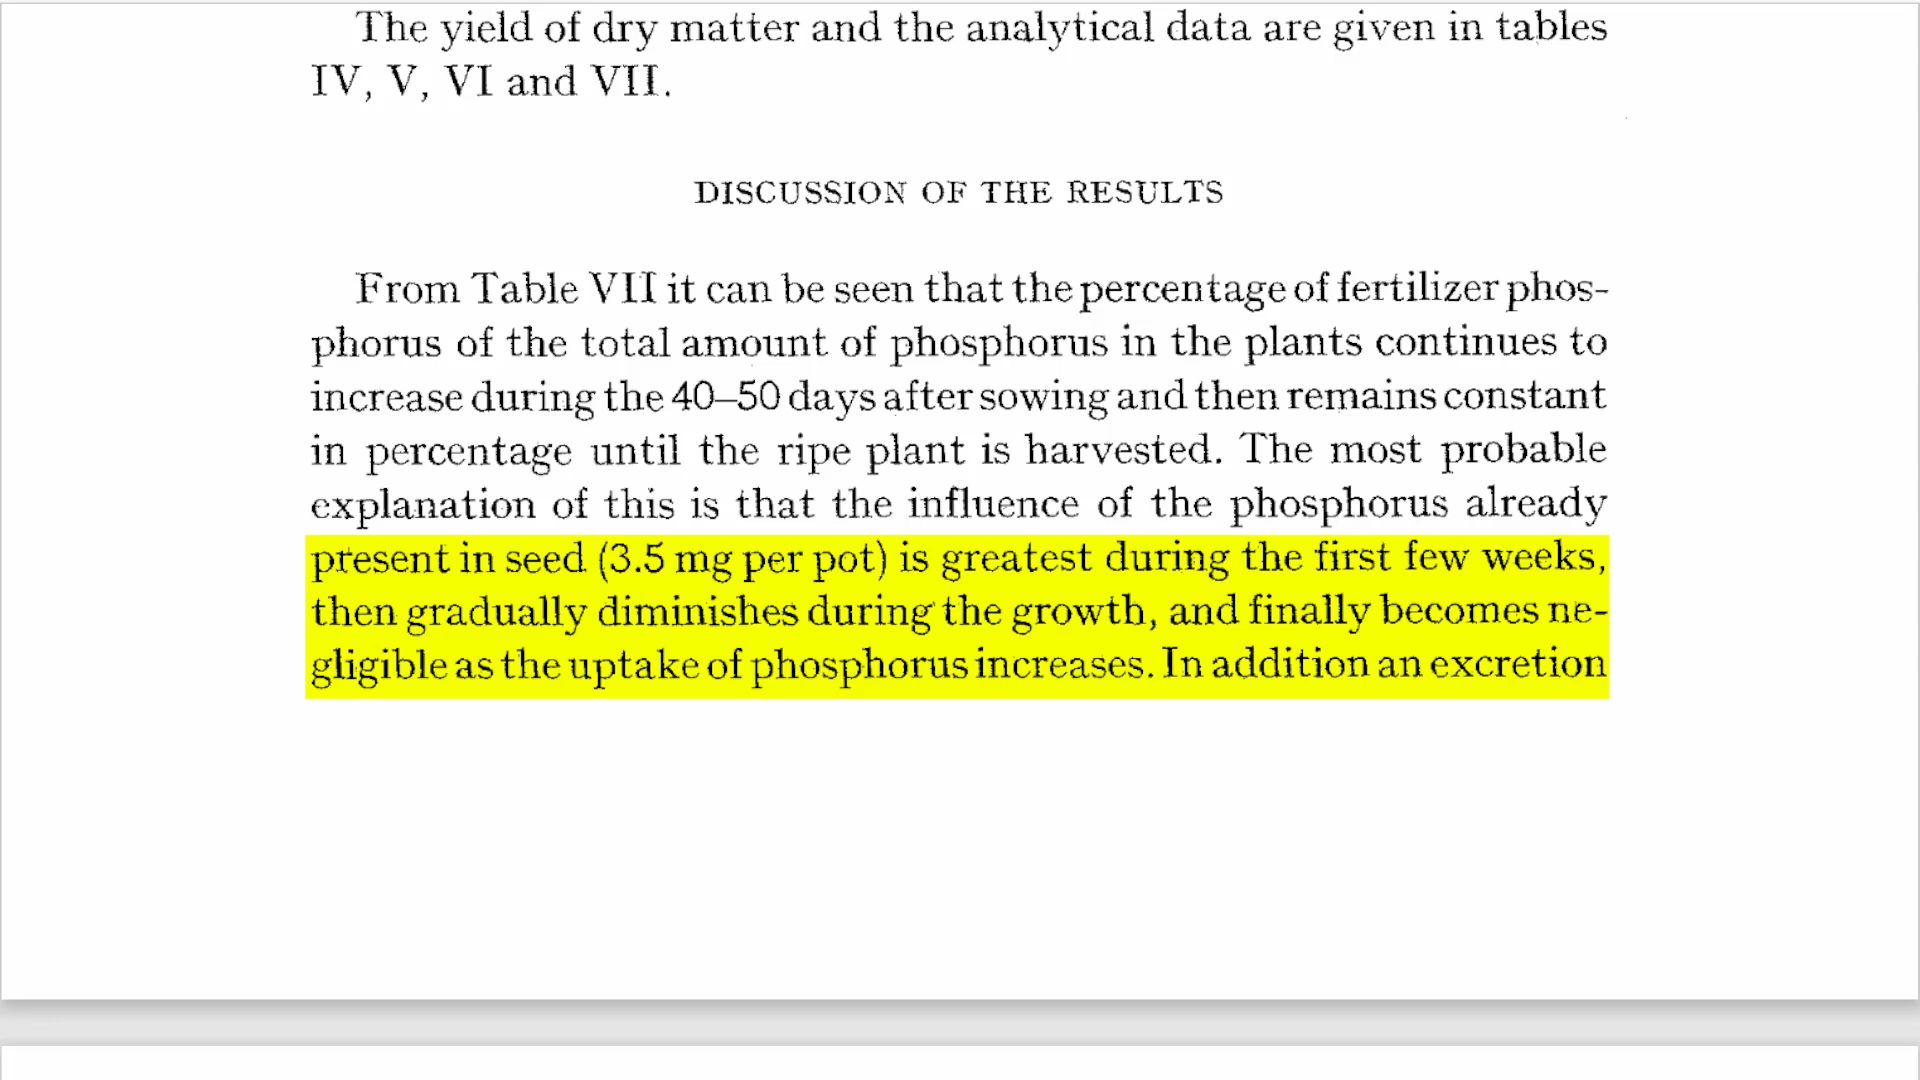 The yield of dry matter and the analytical data are given in tables
IV, V, VI and VII.
DISCUSSION OF THE RESULTS
From Table VII it can be seen that the percentage of fertilizer phos-
phorus of the total amount of phosphorus in the plants continues to
increase during the 40–50 days after sowing and then remains constant
in percentage until the ripe plant is harvested. The most probable
explanation of this is that the influence of the phosphorus already
present in seed (3.5 mg per pot) is greatest during the first few weeks,
then gradually diminishes during the growth, and finally becomes ne-
gligible as the uptake of phosphorus increases. In addition an excretion